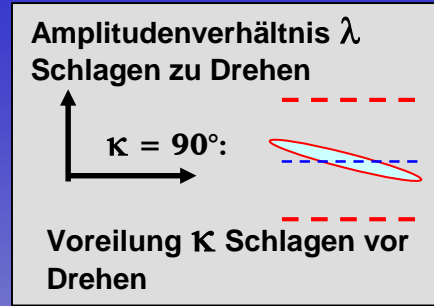 Amplitudenverhältnis λ
Schlagen zu Drehen
κ = 90°:
Voreilung κ Schlagen vor
Drehen